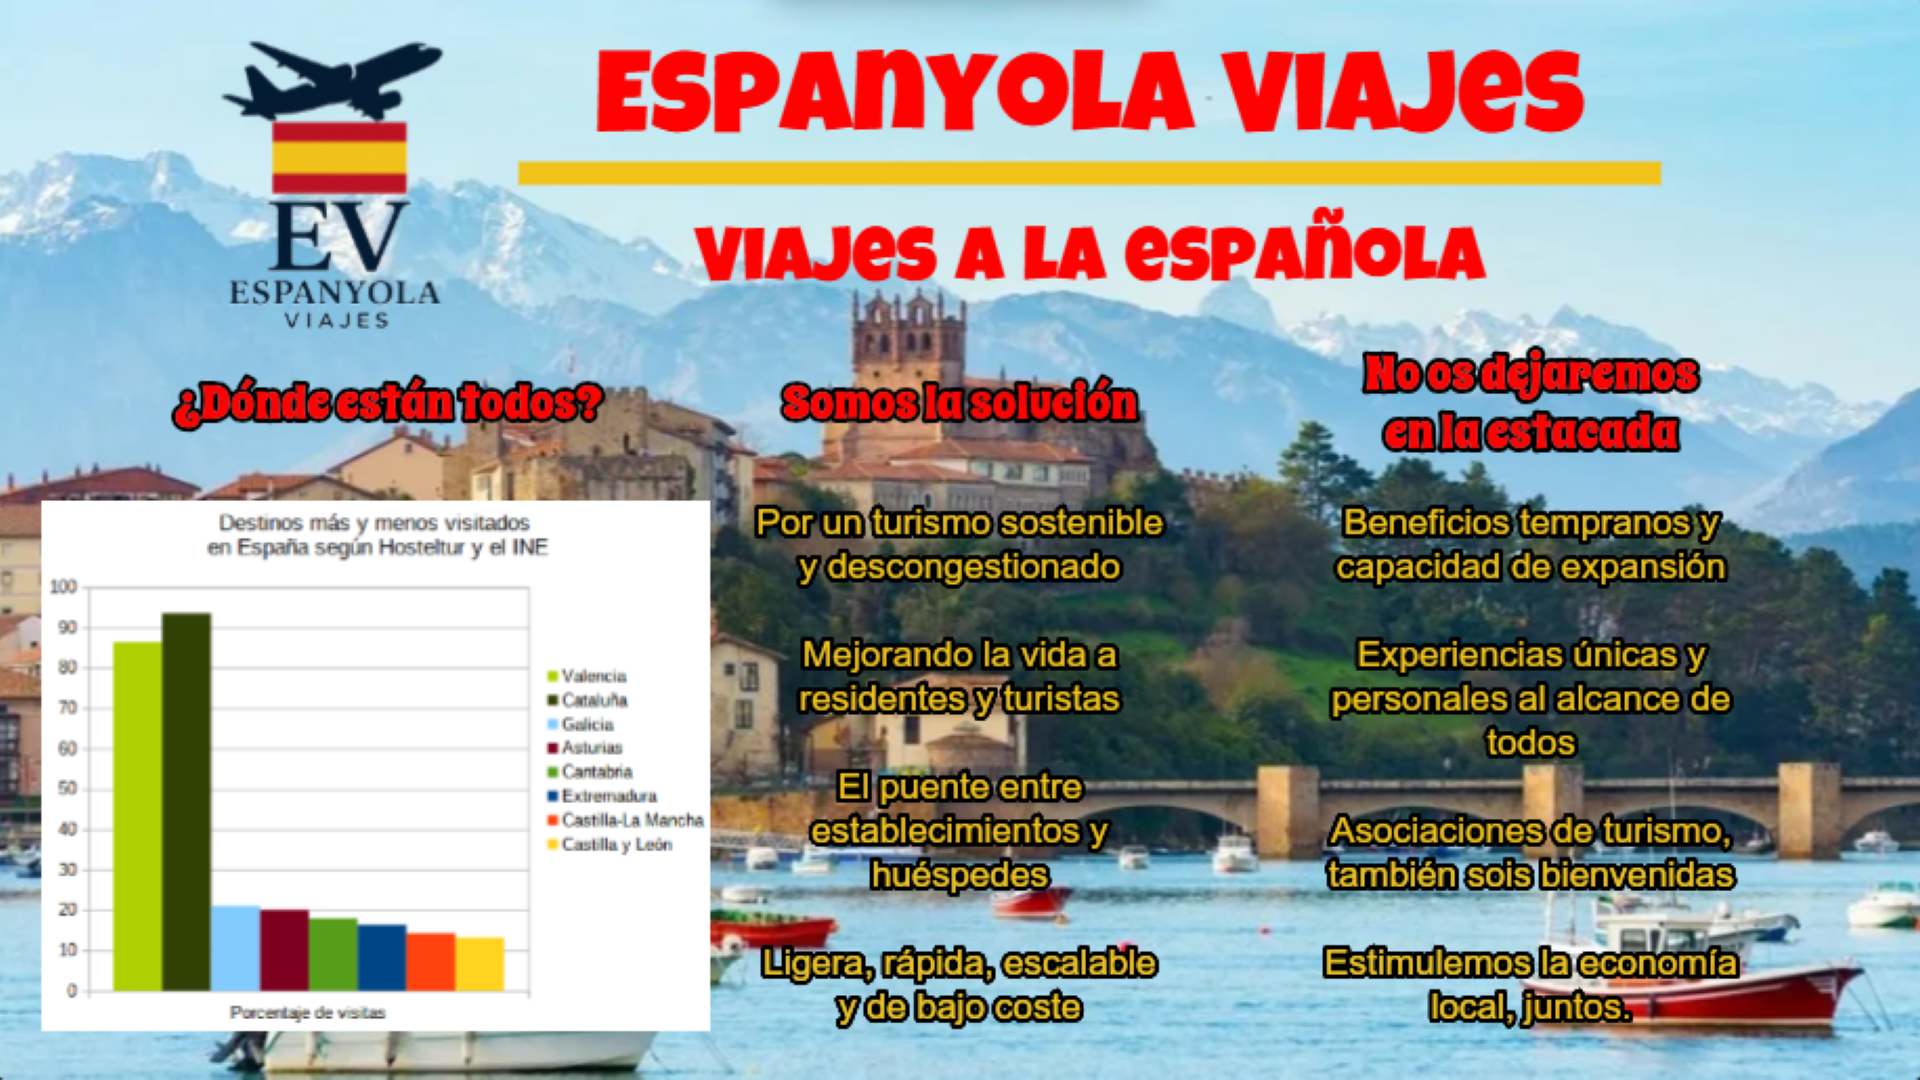 ESPANYOLA VIAJES
VIAJES A LA ESPAÑOLA
EV
ESPANYOLA
VIAJES
¿Dónde están todos?
Destinos más y menos visitados
en España según Hosteltur y el INE
100
90
80
70
60
50
40
30
20
10
0
Valencia
Cataluña
Galicia
Asturias
Cantabria
Extremadura
Castilla-La Mancha
Castilla y León
Porcentaje de visitas
Somos la solución
Por un turismo sostenible
y descongestionado
Mejorando la vida a
residentes y turistas
El puente entre
establecimientos y
huéspedes
Ligera, rápida, escalable
y de bajo coste
No os dejaremos
en la estacada
Beneficios tempranos y
capacidad de expansión
Experiencias únicas y
personales al alcance de
todos
Asociaciones de turismo,
también sois bienvenidas
Estimulemos la economía
local, juntos.